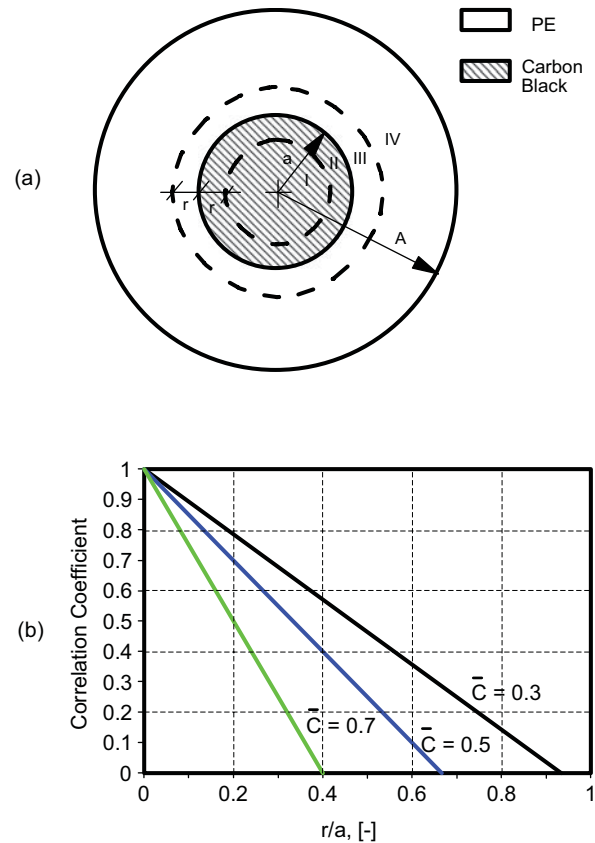 PE
Carbon
Black
(a)
IV
III
II
a
I
r
r
A
(b)
Correlation Coefficient
1
0.9
0.8
0.7
0.6
0.5
0.4
0.3
0.2
0.1
0
C̄ = 0.3
C̄ = 0.7
C̄ = 0.5
0
0.2
0.4
0.6
0.8
1
r/a, [-]